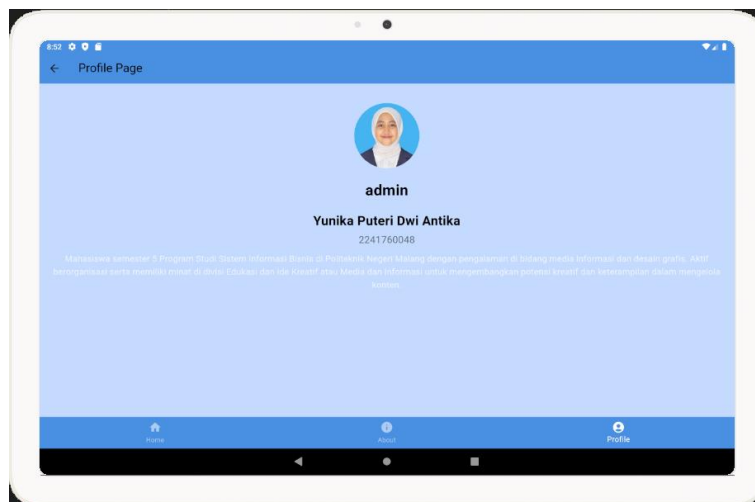 8:52
Profile Page
admin
Yunika Puteri Dwi Antika
2241760048
Mahasiswa semester 5 Program Studi Sistem Informasi Bisnis di Politeknik Negeri Malang dengan pengalaman di bidang media informasi dan desain grafis. Aktif
berorganisasi serta memiliki minat di divisi Edukasi dan Ide Kreatif atau Media dan Informasi untuk mengembangkan potensi kreatif dan keterampilan dalam mengelola
konten.
Home
About
Profile